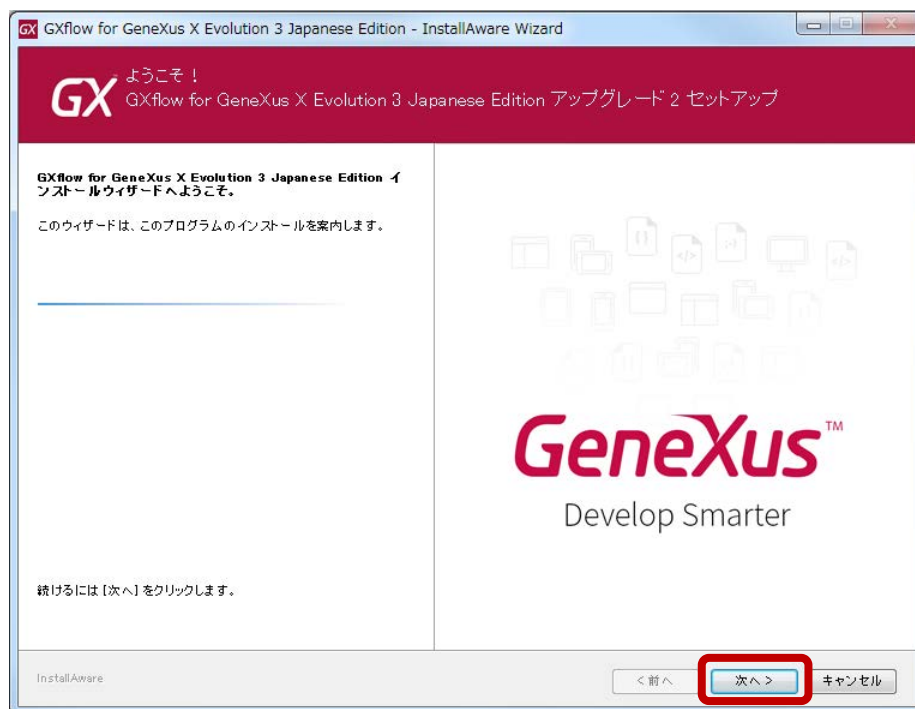 GX GXflow for GeneXus X Evolution 3 Japanese Edition - InstallAware Wizard
GX
ようこそ！
GXflow for GeneXus X Evolution 3 Japanese Edition アップグレード 2 セットアップ
GXflow for GeneXus X Evolution 3 Japanese Edition イ
ンストールウィザードへようこそ。
このウィザードは、このプログラムのインストールを案内します。
GeneXus™
Develop Smarter
続けるには [次へ] をクリックします。
InstallAware
< 前へ
次へ >
キャンセル